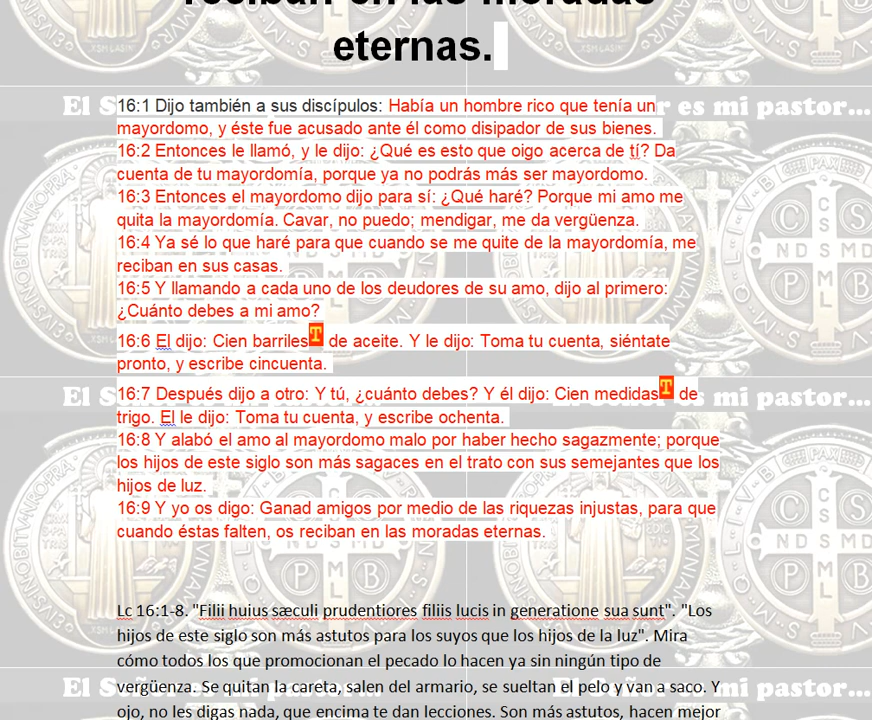 reciban en las moradas
eternas.
16:1 Dijo también a sus discípulos: Había un hombre rico que tenía un
mayordomo, y éste fue acusado ante él como disipador de sus bienes.
16:2 Entonces le llamó, y le dijo: ¿Qué es esto que oigo acerca de tí? Da
cuenta de tu mayordomía, porque ya no podrás más ser mayordomo.
16:3 Entonces el mayordomo dijo para sí: ¿Qué haré? Porque mi amo me
quita la mayordomía. Cavar, no puedo; mendigar, me da vergüenza.
16:4 Ya sé lo que haré para que cuando se me quite de la mayordomía, me
reciban en sus casas.
16:5 Y llamando a cada uno de los deudores de su amo, dijo al primero:
¿Cuánto debes a mi amo?
16:6 El dijo: Cien barriles T de aceite. Y le dijo: Toma tu cuenta, siéntate
pronto, y escribe cincuenta.
16:7 Después dijo a otro: Y tú, ¿cuánto debes? Y él dijo: Cien medidas T de
trigo. El le dijo: Toma tu cuenta, y escribe ochenta.
16:8 Y alabó el amo al mayordomo malo por haber hecho sagazmente; porque
los hijos de este siglo son más sagaces en el trato con sus semejantes que los
hijos de luz.
16:9 Y yo os digo: Ganad amigos por medio de las riquezas injustas, para que
cuando éstas falten, os reciban en las moradas eternas.
Lc 16:1-8. "Filii huius sæculi prudentiores filiis lucis in generatione sua sunt". "Los
hijos de este siglo son más astutos para los suyos que los hijos de la luz". Mira
cómo todos los que promocionan el pecado lo hacen ya sin ningún tipo de
vergüenza. Se quitan la careta, salen del armario, se sueltan el pelo y van a saco. Y
ojo, no les digas nada, que encima te dan lecciones. Son más astutos, hacen mejor